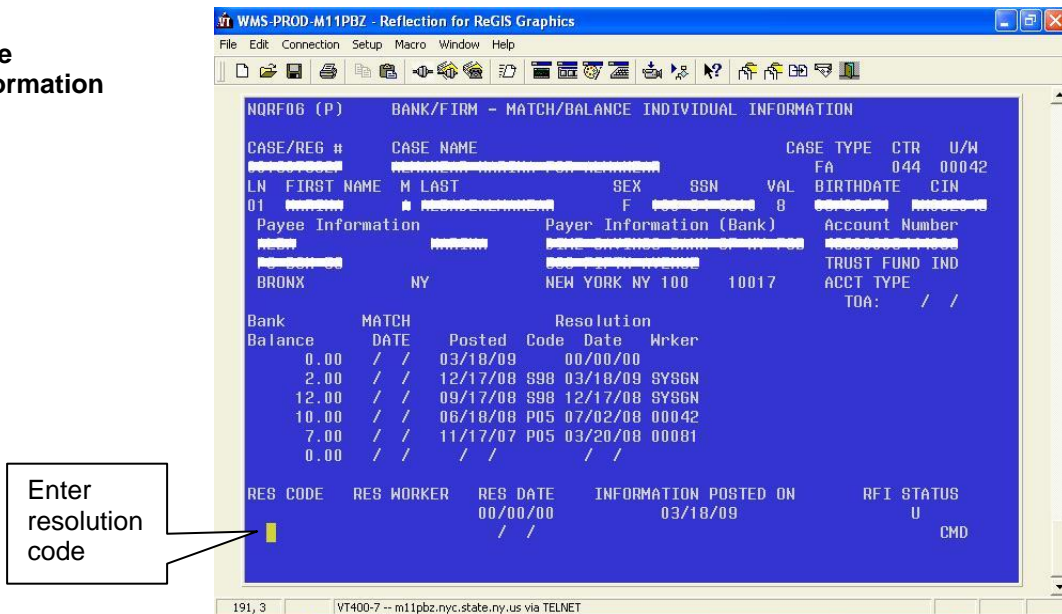 WMS-PROD-M11PBZ - Reflection for ReGIS Graphics
File Edit Connection Setup Macro Window Help
e
ormation
NQRF06 (P) BANK/FIRM - MATCH/BALANCE INDIVIDUAL INFORMATION
CASE/REG # CASE NAME CASE TYPE CTR U/W
FA 044 00042
LN FIRST NAME M LAST SEX SSN VAL BIRTHDATE CIN
01 F 8
Payee Information Payer Information (Bank) Account Number
TRUST FUND IND
BRONX NY NEW YORK NY 100 10017 ACCT TYPE
TOA: / /
Bank MATCH Resolution
Balance DATE Posted Code Date Wrker
0.00 / / 03/18/09 00/00/00
2.00 / / 12/17/08 S98 03/18/09 SYSGN
12.00 / / 09/17/08 S98 12/17/08 SYSGN
10.00 / / 06/18/08 P05 07/02/08 00042
7.00 / / 11/17/07 P05 03/20/08 00081
0.00 / / / / / /
RES CODE RES WORKER RES DATE INFORMATION POSTED ON RFI STATUS
00/00/00 03/18/09 U
/ / CMD
Enter
resolution
code
191, 3 VT400-7 -- m11pbz.nyc.state.ny.us via TELNET